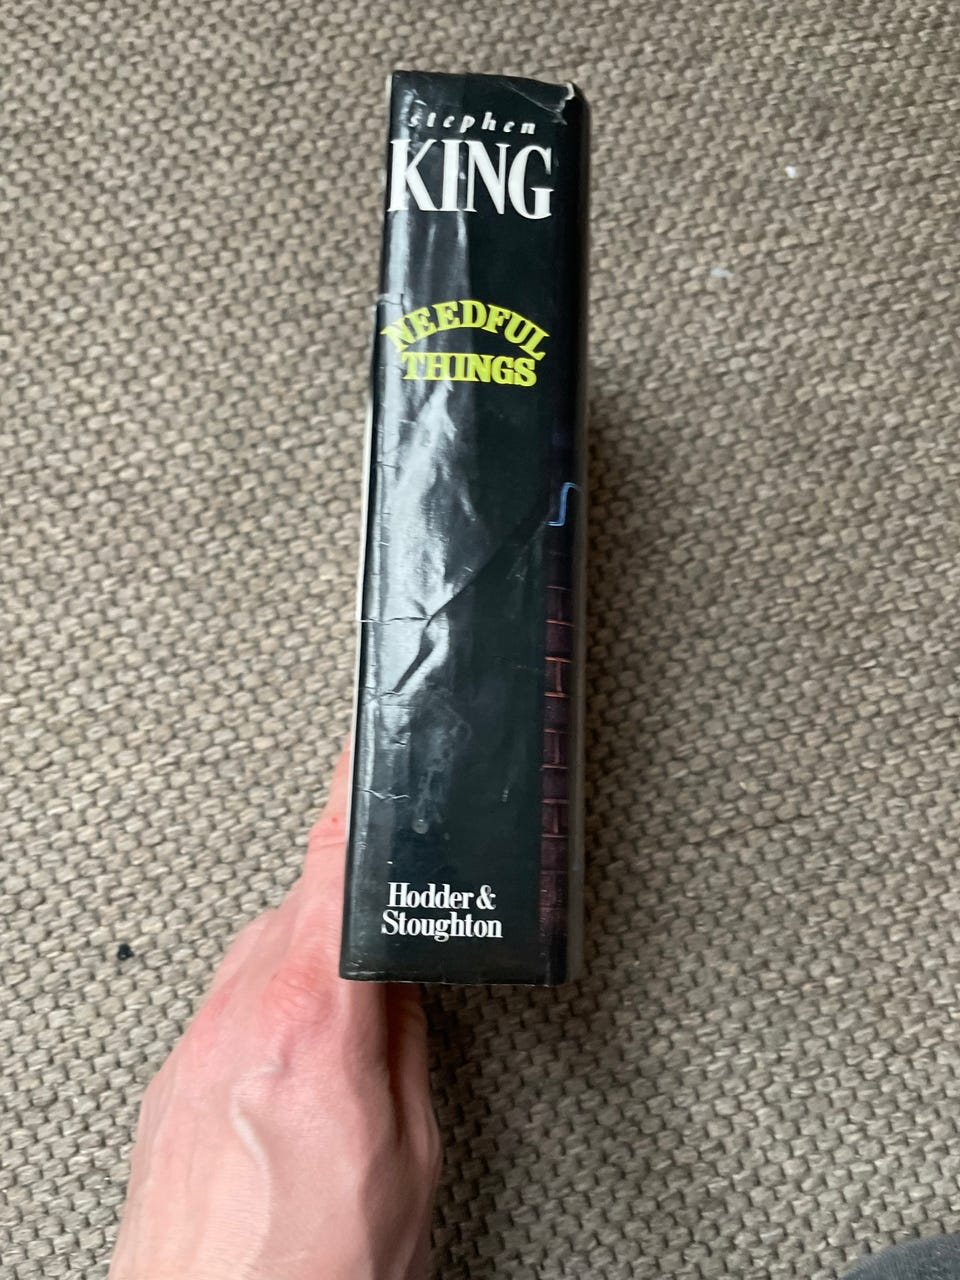 stephen
KING
NEEDFUL
THINGS
Hodder &
Stoughton